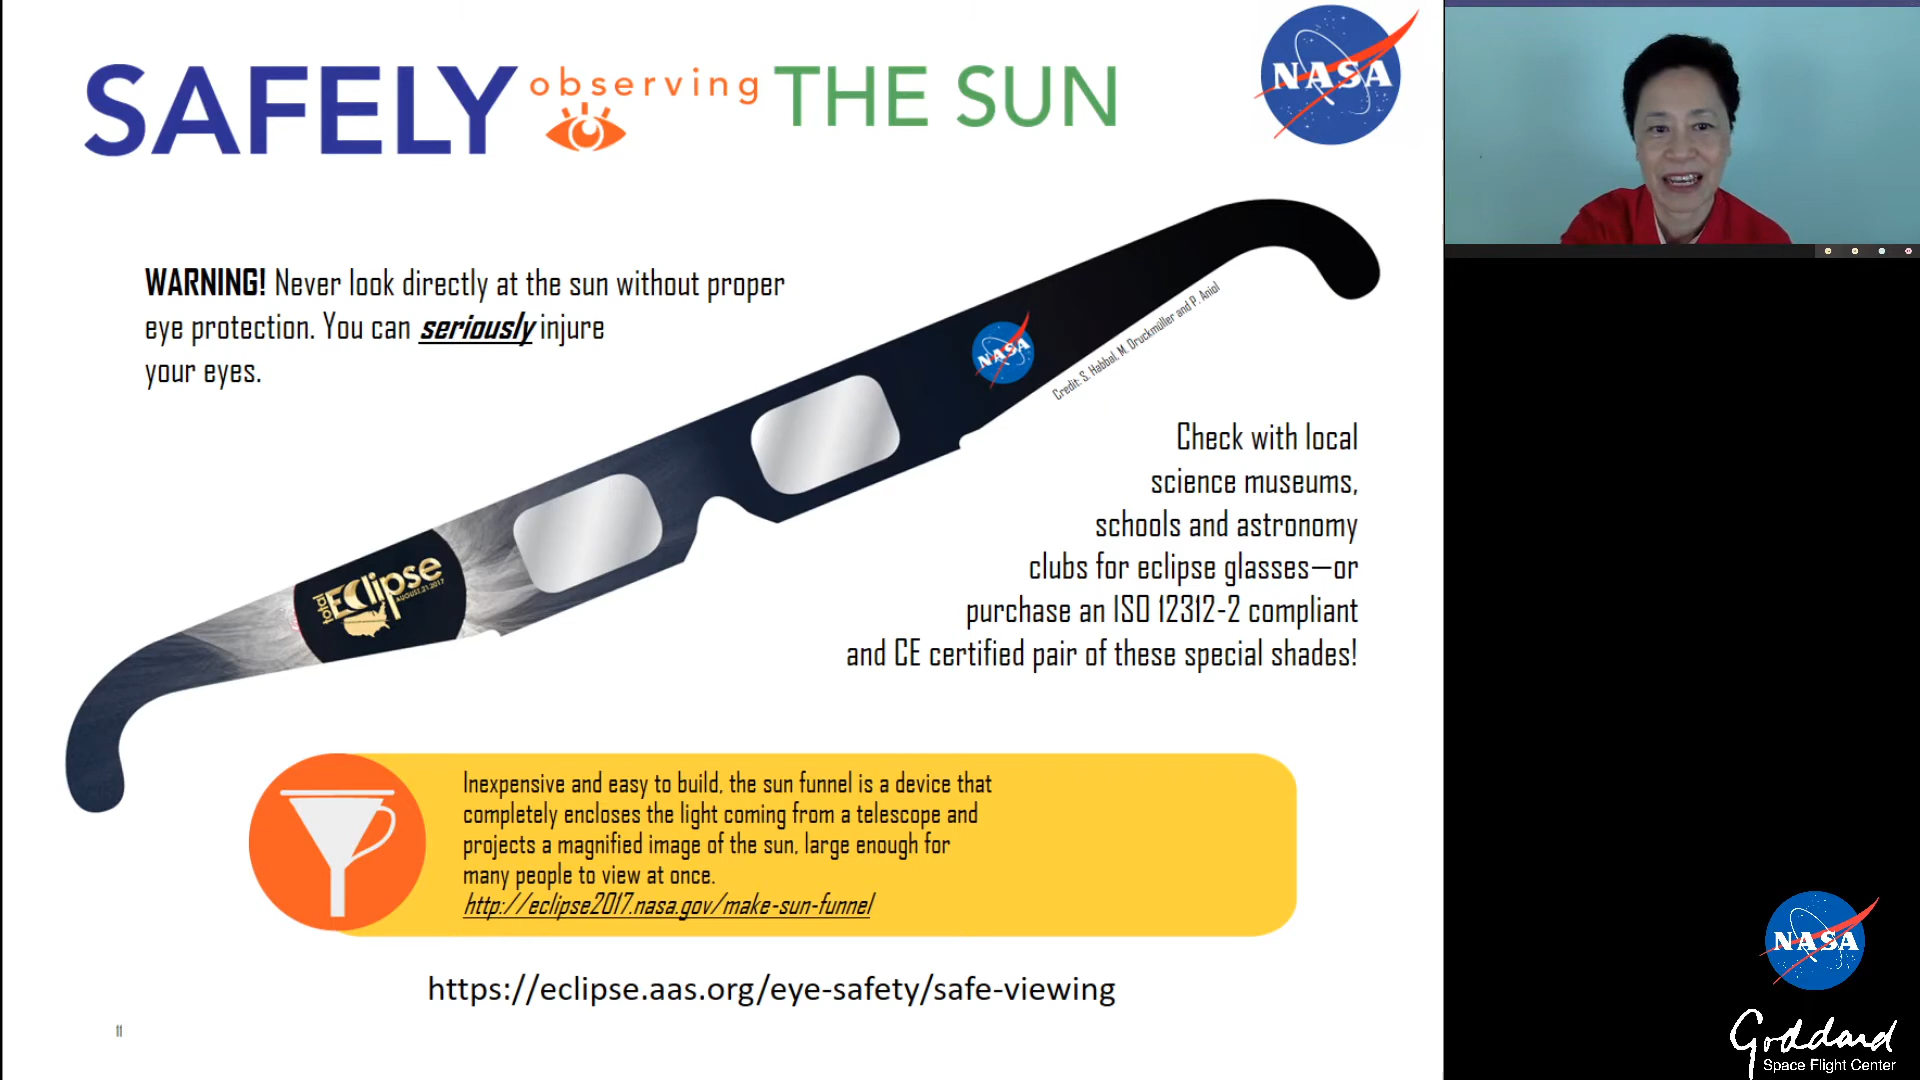 SAFELY observing THE SUN
NASA
WARNING! Never look directly at the sun without proper
eye protection. You can seriously injure
your eyes.
NASA
Credit: S. Habbal, M. Druckmüller and P. Aniol
total Eclipse
AUGUST 21, 2017
Check with local
science museums,
schools and astronomy
clubs for eclipse glasses—or
purchase an ISO 12312-2 compliant
and CE certified pair of these special shades!
Inexpensive and easy to build, the sun funnel is a device that
completely encloses the light coming from a telescope and
projects a magnified image of the sun, large enough for
many people to view at once.
http://eclipse2017.nasa.gov/make-sun-funnel
https://eclipse.aas.org/eye-safety/safe-viewing
11
NASA
Goddard
Space Flight Center